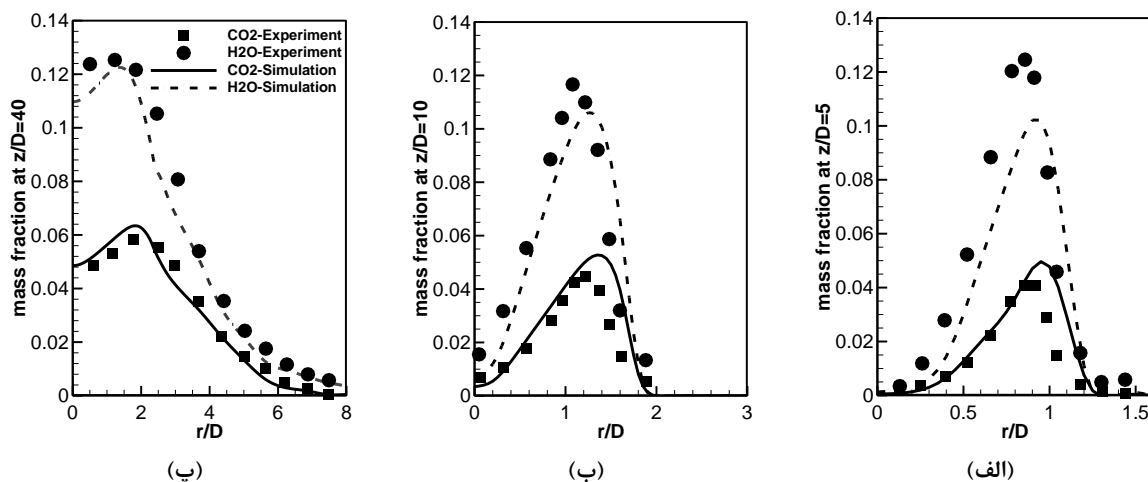 mass fraction at z/D=40
0.14
0.12
0.1
0.08
0.06
0.04
0.02
0
0 2 4 6 8
r/D
CO2-Experiment
H2O-Experiment
CO2-Simulation
H2O-Simulation
(پ)
mass fraction at z/D=10
0.14
0.12
0.1
0.08
0.06
0.04
0.02
0
0 1 2 3
r/D
(ب)
mass fraction at z/D=5
0.14
0.12
0.1
0.08
0.06
0.04
0.02
0
0 0.5 1 1.5
r/D
(الف)